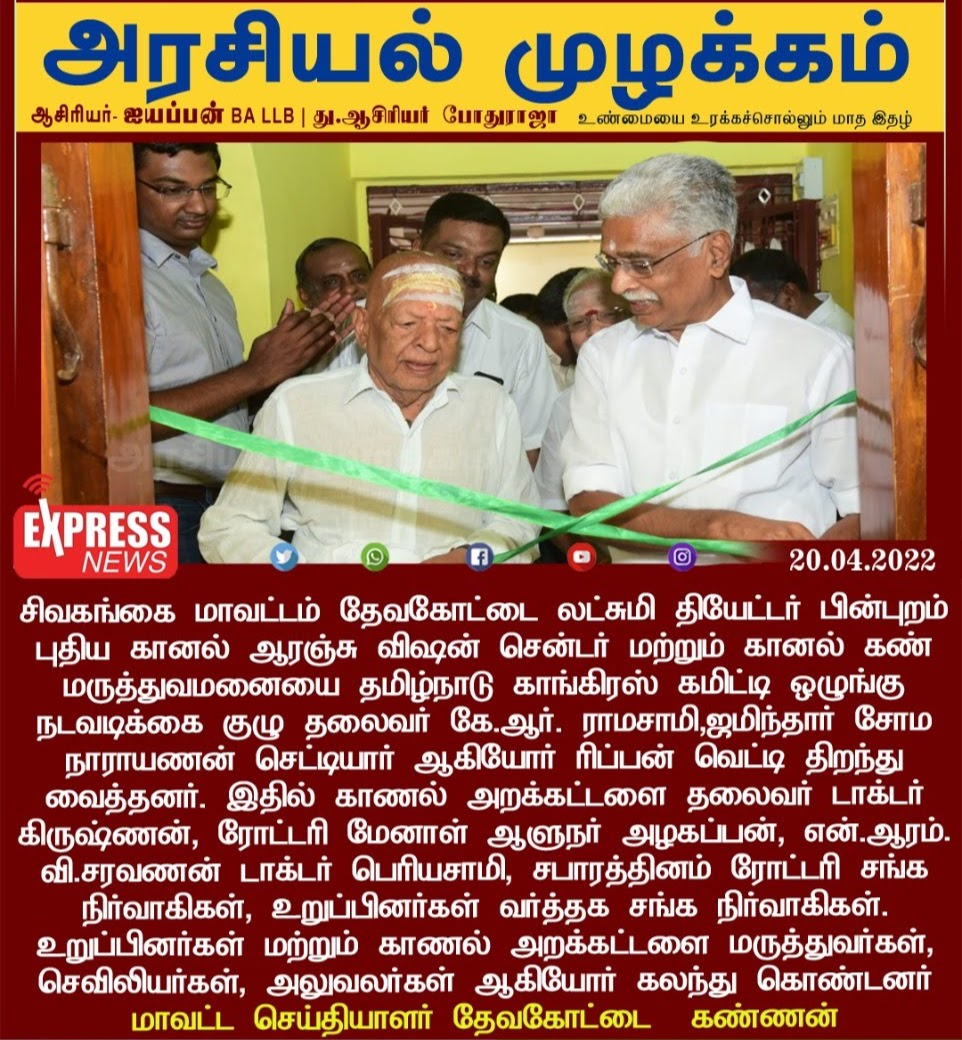 அரசியல் முழக்கம்
ஆசிரியர்- ஐயப்பன் BA LLB | து.ஆசிரியர் போதுராஜா உண்மையை உரக்கச்சொல்லும் மாத இதழ்
EXPRESS
NEWS
20.04.2022
சிவகங்கை மாவட்டம் தேவகோட்டை லட்சுமி தியேட்டர் பின்புறம்
புதிய கானல் ஆரஞ்சு விஷன் சென்டர் மற்றும் கானல் கண்
மருத்துவமனையை தமிழ்நாடு காங்கிரஸ் கமிட்டி ஒழுங்கு
நடவடிக்கை குழு தலைவர் கே.ஆர். ராமசாமி,ஜமிந்தார் சோம
நாராயணன் செட்டியார் ஆகியோர் ரிப்பன் வெட்டி திறந்து
வைத்தனர். இதில் காணல் அறக்கட்டளை தலைவர் டாக்டர்
கிருஷ்ணன், ரோட்டரி மேனாள் ஆளுநர் அழகப்பன், என்.ஆரம்.
வி.சரவணன் டாக்டர் பெரியசாமி, சபாரத்தினம் ரோட்டரி சங்க
நிர்வாகிகள், உறுப்பினர்கள் வர்த்தக சங்க நிர்வாகிகள்.
உறுப்பினர்கள் மற்றும் காணல் அறக்கட்டளை மருத்துவர்கள்,
செவிலியர்கள், அலுவலர்கள் ஆகியோர் கலந்து கொண்டனர்
மாவட்ட செய்தியாளர் தேவகோட்டை கண்ணன்